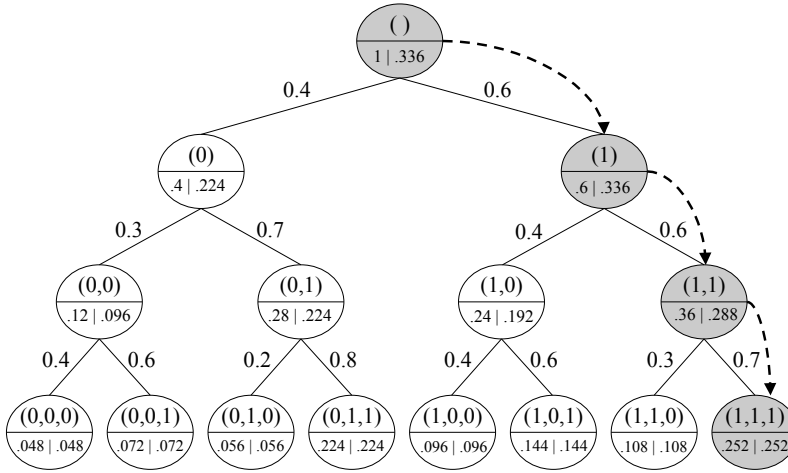 ( )
1 | .336
0.4
0.6
(0)
.4 | .224
(1)
.6 | .336
0.3
0.7
0.4
0.6
(0,0)
.12 | .096
(0,1)
.28 | .224
(1,0)
.24 | .192
(1,1)
.36 | .288
0.4
0.6
0.2
0.8
0.4
0.6
0.3
0.7
(0,0,0)
.048 | .048
(0,0,1)
.072 | .072
(0,1,0)
.056 | .056
(0,1,1)
.224 | .224
(1,0,0)
.096 | .096
(1,0,1)
.144 | .144
(1,1,0)
.108 | .108
(1,1,1)
.252 | .252